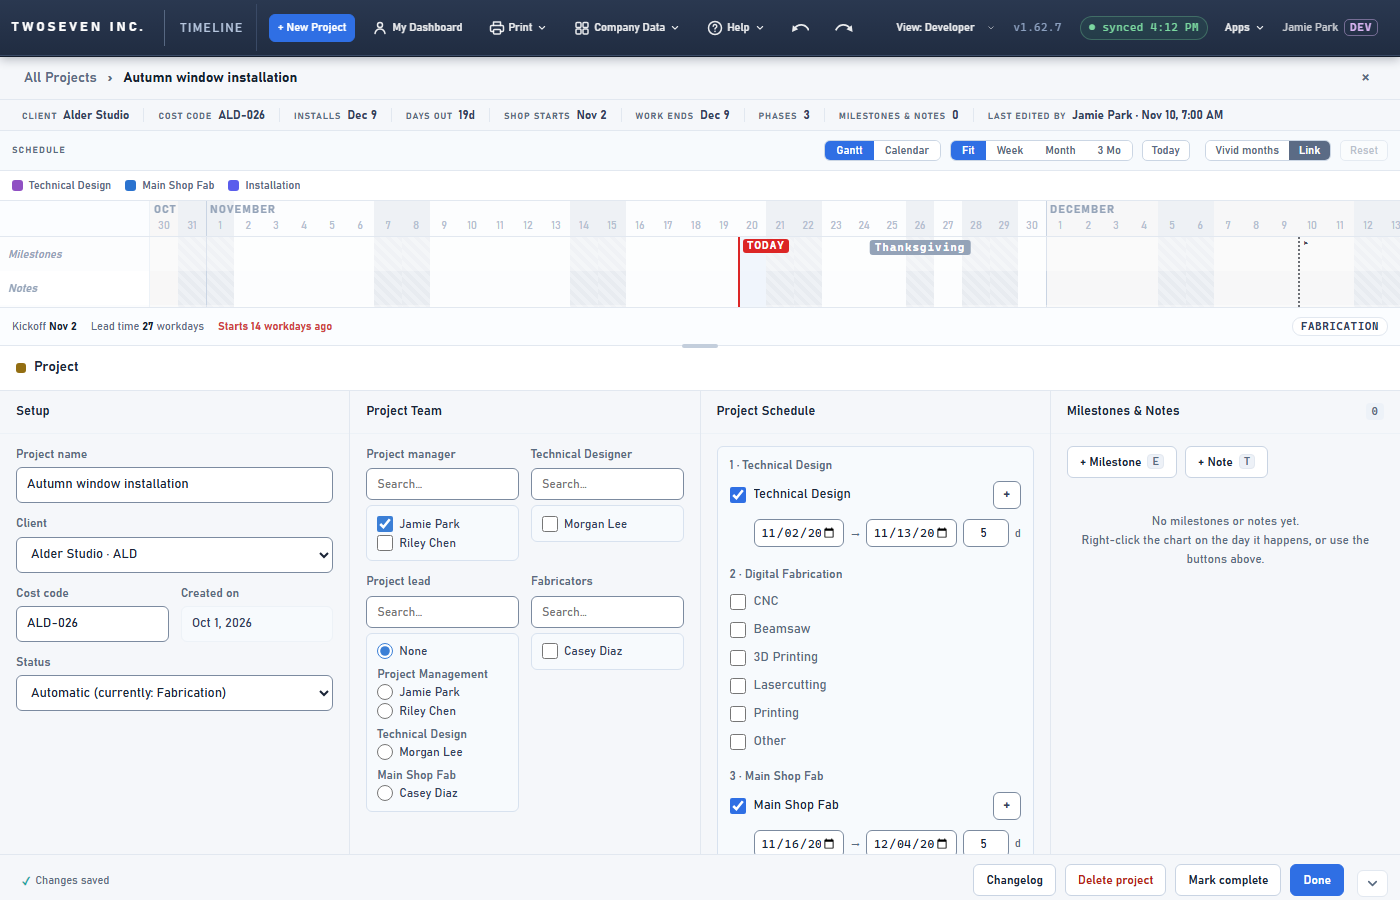 TWOSEVEN INC.
TIMELINE
+ New Project
My Dashboard
Print
Company Data
Help
View: Developer
v1.62.7
synced 4:12 PM
Apps
Jamie Park DEV
All Projects › Autumn window installation
×
CLIENT Alder Studio
COST CODE ALD-026
INSTALLS Dec 9
DAYS OUT 19d
SHOP STARTS Nov 2
WORK ENDS Dec 9
PHASES 3
MILESTONES & NOTES 0
LAST EDITED BY Jamie Park · Nov 10, 7:00 AM
SCHEDULE
Gantt Calendar
Fit Week Month 3 Mo
Today
Vivid months Link
Reset
Technical Design
Main Shop Fab
Installation
OCT NOVEMBER DECEMBER
30 31 1 2 3 4 5 6 7 8 9 10 11 12 13 14 15 16 17 18 19 20 21 22 23 24 25 26 27 28 29 30 1 2 3 4 5 6 7 8 9 10 11 12 13
Milestones
TODAY
Thanksgiving
Notes
Kickoff Nov 2
Lead time 27 workdays
Starts 14 workdays ago
FABRICATION
Project
Setup
Project name
Autumn window installation
Client
Alder Studio · ALD
Cost code
ALD-026
Created on
Oct 1, 2026
Status
Automatic (currently: Fabrication)
Project Team
Project manager
Search…
Jamie Park
Riley Chen
Technical Designer
Search…
Morgan Lee
Project lead
Search…
None
Project Management
Jamie Park
Riley Chen
Technical Design
Morgan Lee
Main Shop Fab
Casey Diaz
Fabricators
Search…
Casey Diaz
Project Schedule
1 · Technical Design
Technical Design
+
11/02/20 → 11/13/20 5 d
2 · Digital Fabrication
CNC
Beamsaw
3D Printing
Lasercutting
Printing
Other
3 · Main Shop Fab
Main Shop Fab
+
11/16/20 → 12/04/20 5 d
Milestones & Notes
0
+ Milestone E
+ Note T
No milestones or notes yet.
Right-click the chart on the day it happens, or use the
buttons above.
✓ Changes saved
Changelog
Delete project
Mark complete
Done